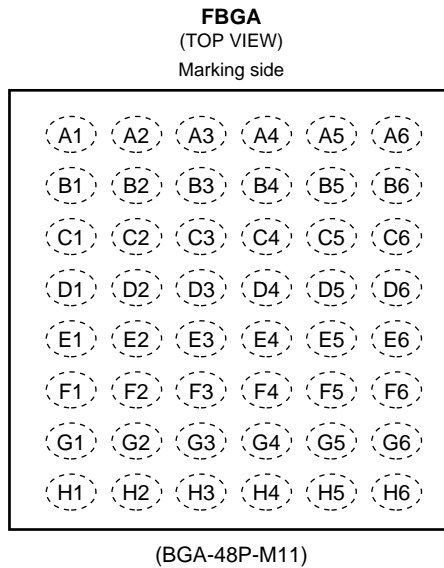 FBGA
(TOP VIEW)
Marking side
A1 A2 A3 A4 A5 A6
B1 B2 B3 B4 B5 B6
C1 C2 C3 C4 C5 C6
D1 D2 D3 D4 D5 D6
E1 E2 E3 E4 E5 E6
F1 F2 F3 F4 F5 F6
G1 G2 G3 G4 G5 G6
H1 H2 H3 H4 H5 H6
(BGA-48P-M11)